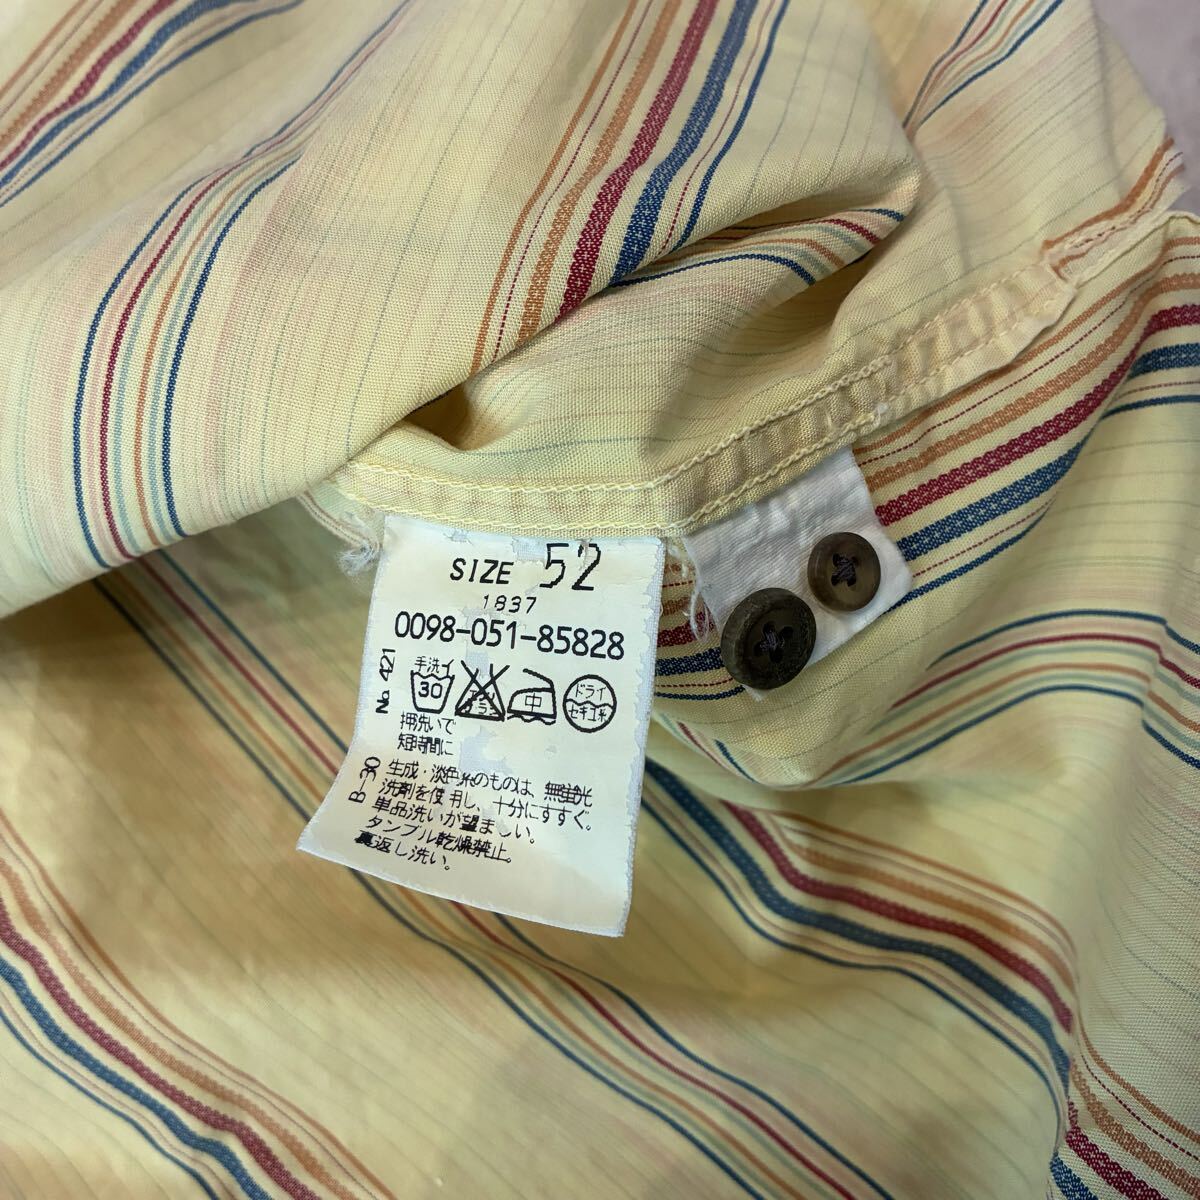 SIZE 52
1837
0098-051-85828
No. 421
手洗イ
30
中
ドライ
セキユ系
押洗いで
短時間に
B-30
生成・淡色系のものは、無蛍光
洗剤を使用し、十分にすすぐ。
単品洗いが望ましい。
タンブル乾燥禁止。
裏返し洗い。